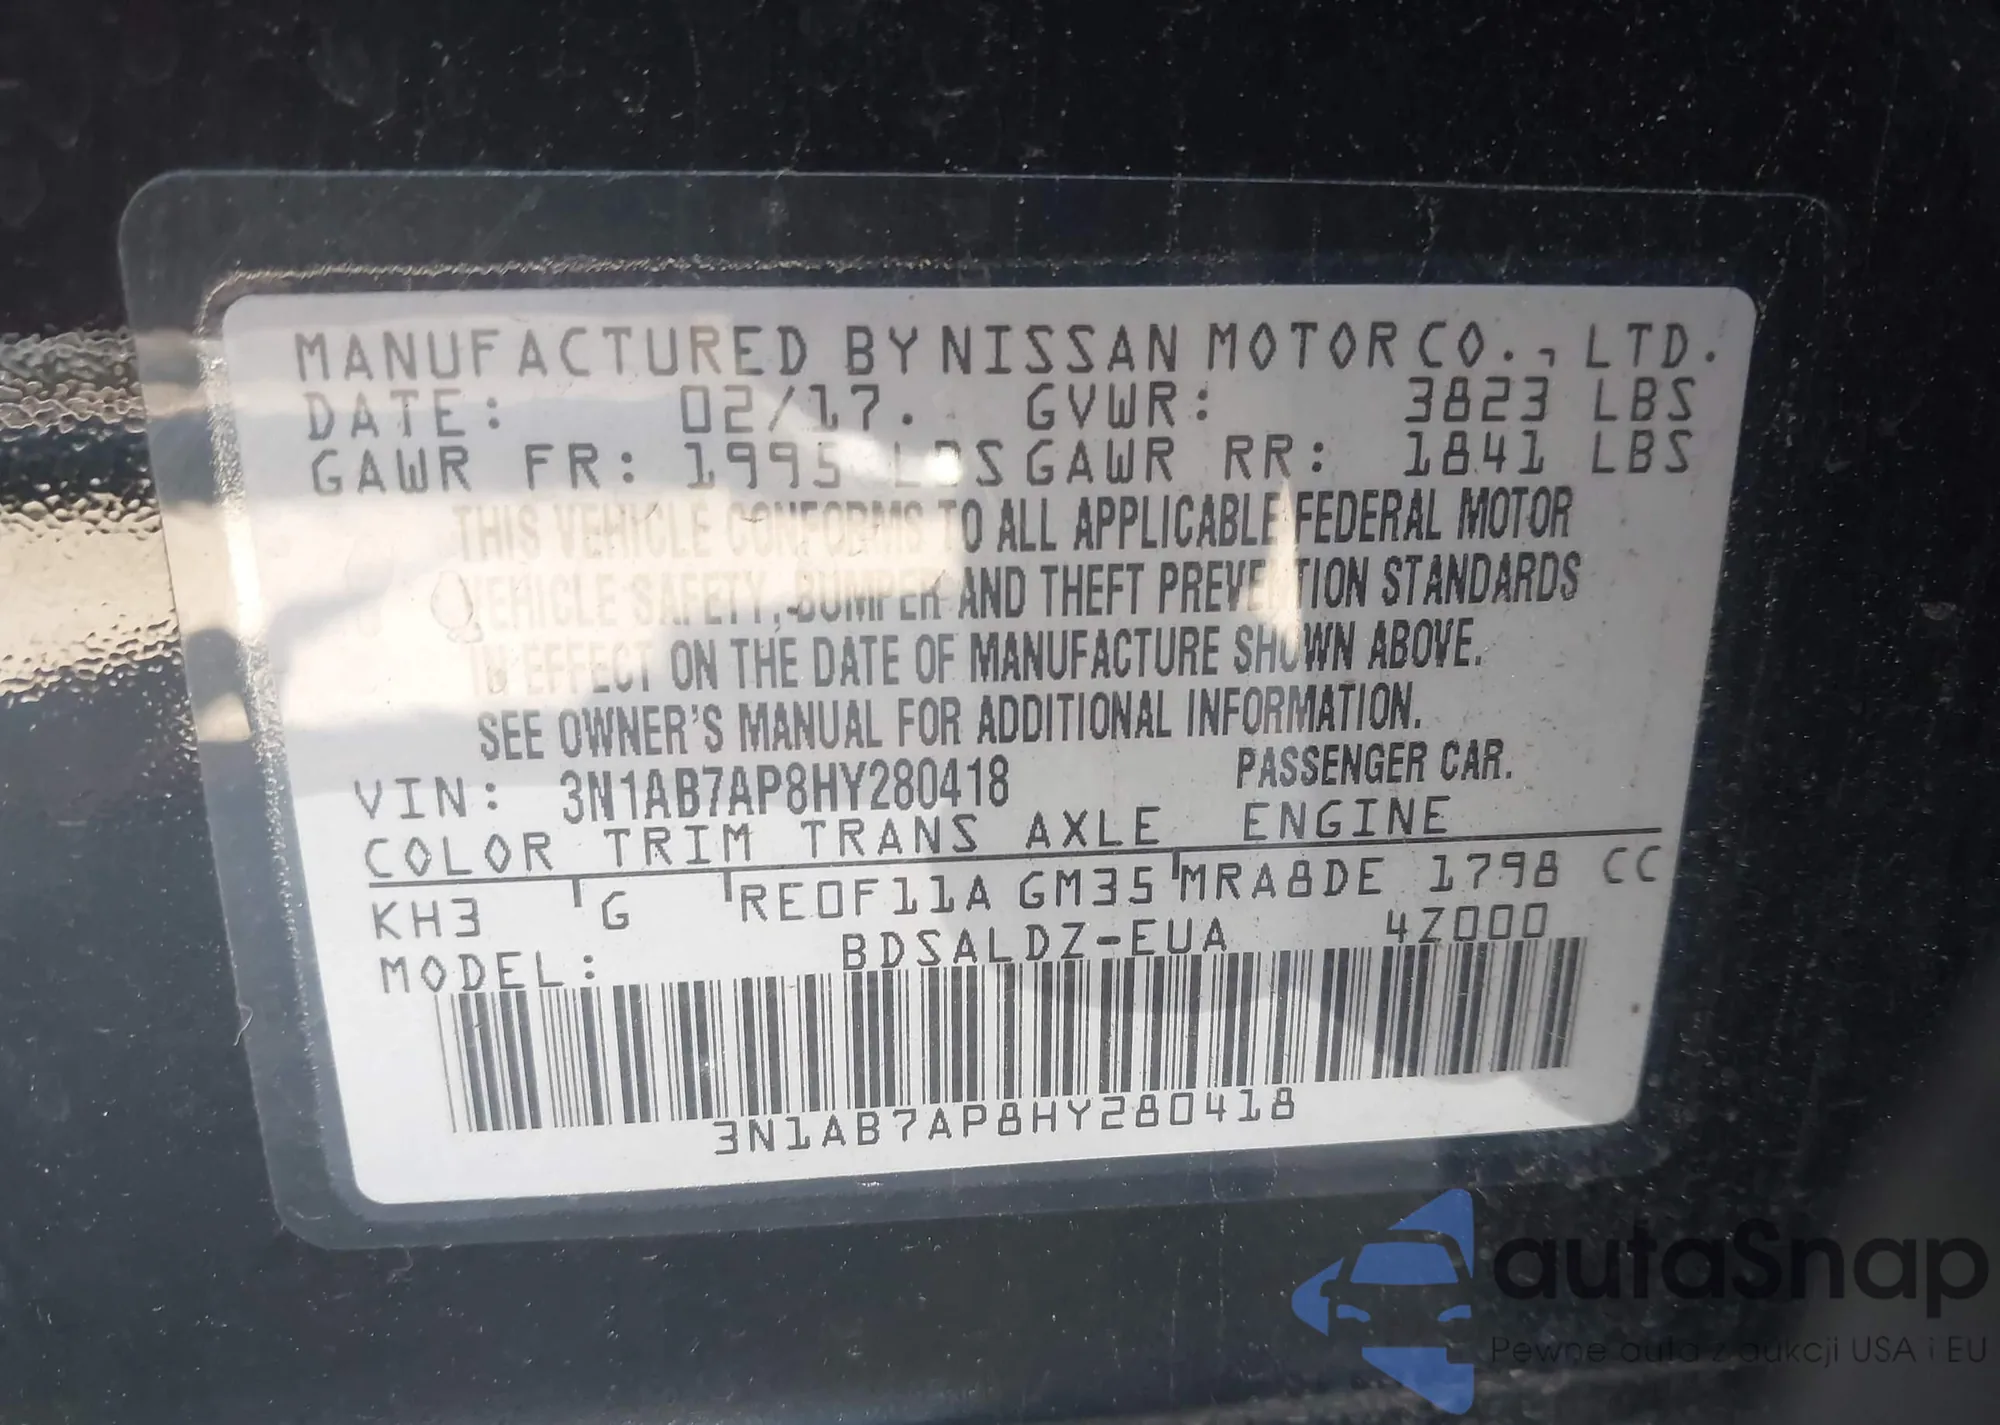 MANUFACTURED BY NISSAN MOTOR CO., LTD.
DATE: 02/17. GVWR: 3823 LBS
GAWR FR: 1995 LBS GAWR RR: 1841 LBS
THIS VEHICLE CONFORMS TO ALL APPLICABLE FEDERAL MOTOR
VEHICLE SAFETY, BUMPER AND THEFT PREVENTION STANDARDS
IN EFFECT ON THE DATE OF MANUFACTURE SHOWN ABOVE.
SEE OWNER'S MANUAL FOR ADDITIONAL INFORMATION.
VIN: 3N1AB7AP8HY280418 PASSENGER CAR.
COLOR TRIM TRANS AXLE ENGINE
KH3 G RE0F11A GM35 MRA8DE 1798 CC
MODEL: BDSALDZ-EUA 4Z000
3N1AB7AP8HY280418
autaSnap
Pewne auta z aukcji USA i EU